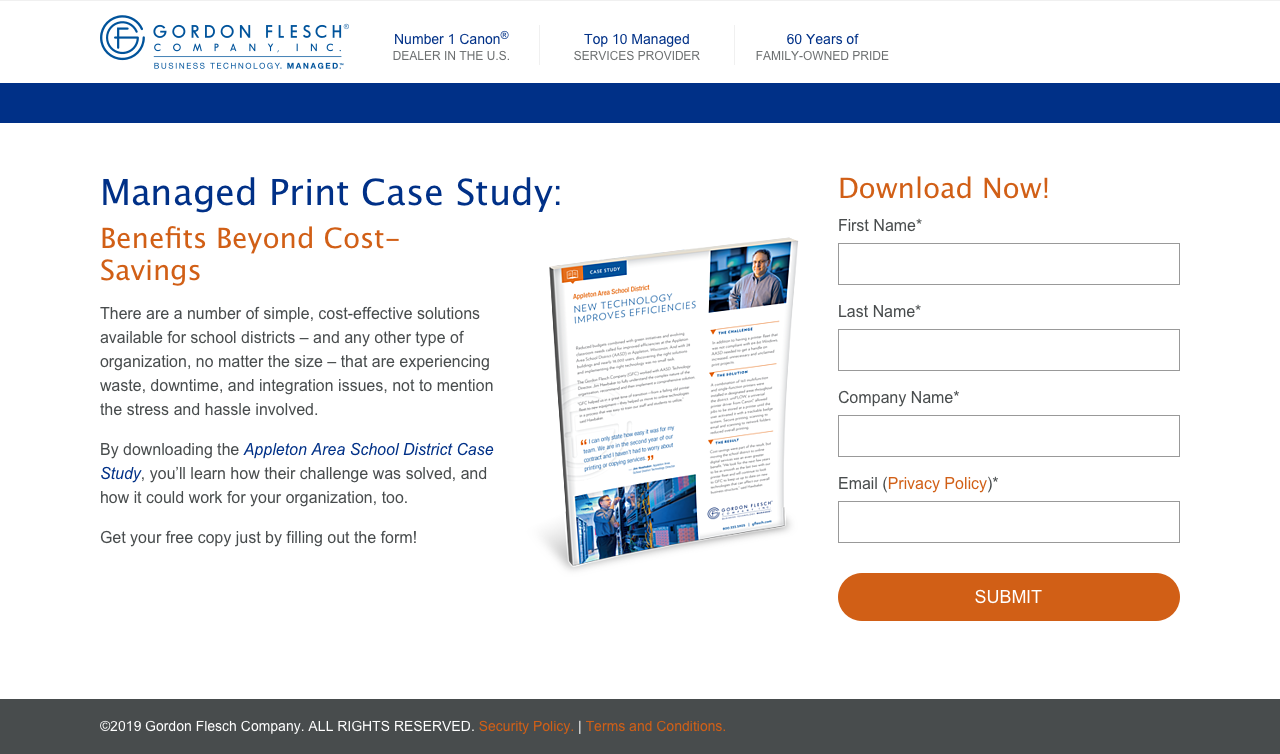 GORDON FLESCH®
COMPANY, INC.
BUSINESS TECHNOLOGY. MANAGED.™
Number 1 Canon®
DEALER IN THE U.S.
Top 10 Managed
SERVICES PROVIDER
60 Years of
FAMILY-OWNED PRIDE
Managed Print Case Study:
Benefits Beyond Cost-
Savings
There are a number of simple, cost-effective solutions
available for school districts – and any other type of
organization, no matter the size – that are experiencing
waste, downtime, and integration issues, not to mention
the stress and hassle involved.
By downloading the Appleton Area School District Case
Study, you’ll learn how their challenge was solved, and
how it could work for your organization, too.
Get your free copy just by filling out the form!
CASE STUDY
Appleton Area School District
NEW TECHNOLOGY
IMPROVES EFFICIENCIES
THE CHALLENGE
THE SOLUTION
THE RESULT
“I can only state how easy it was for my
team. We are in the second year of our
contract and I haven't had to worry about
printing or copying services.”
GORDON FLESCH
COMPANY, INC.
Download Now!
First Name*
Last Name*
Company Name*
Email (Privacy Policy)*
SUBMIT
©2019 Gordon Flesch Company. ALL RIGHTS RESERVED. Security Policy. | Terms and Conditions.